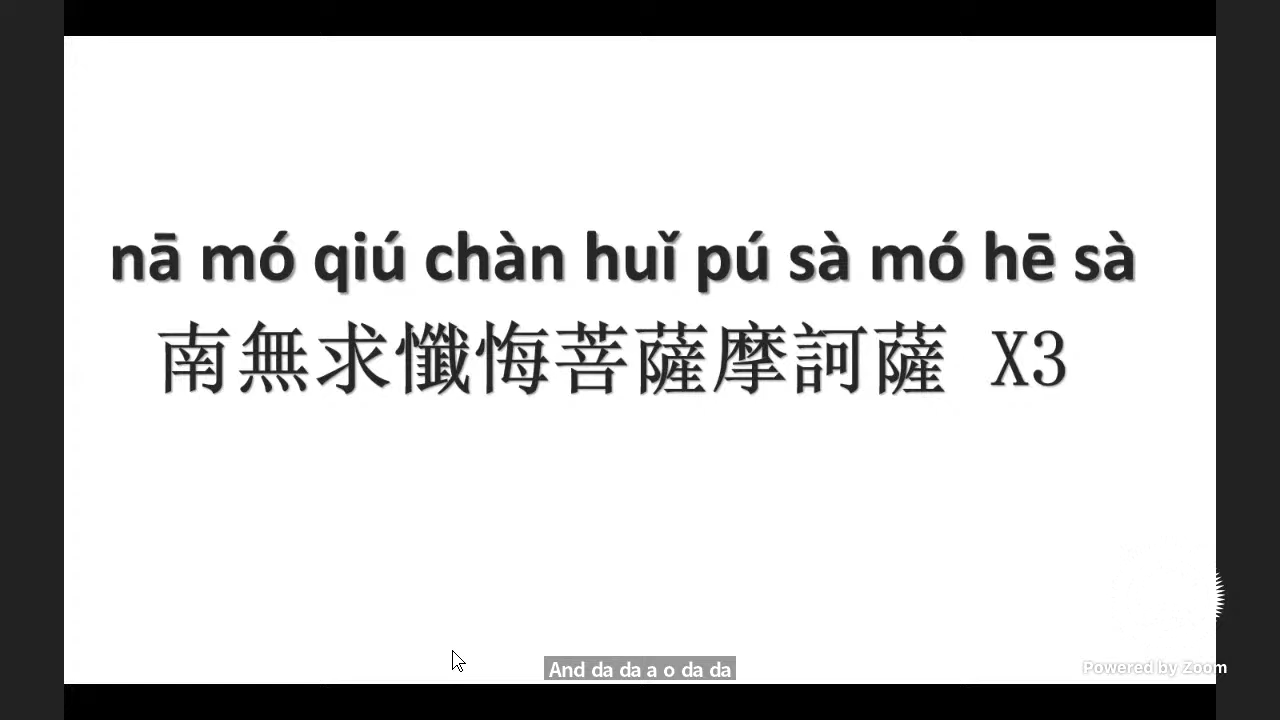 nā mó qiú chàn huǐ pú sà mó hē sà
南無求懺悔菩薩摩訶薩 X3
And da da a o da da
Powered by Zoom